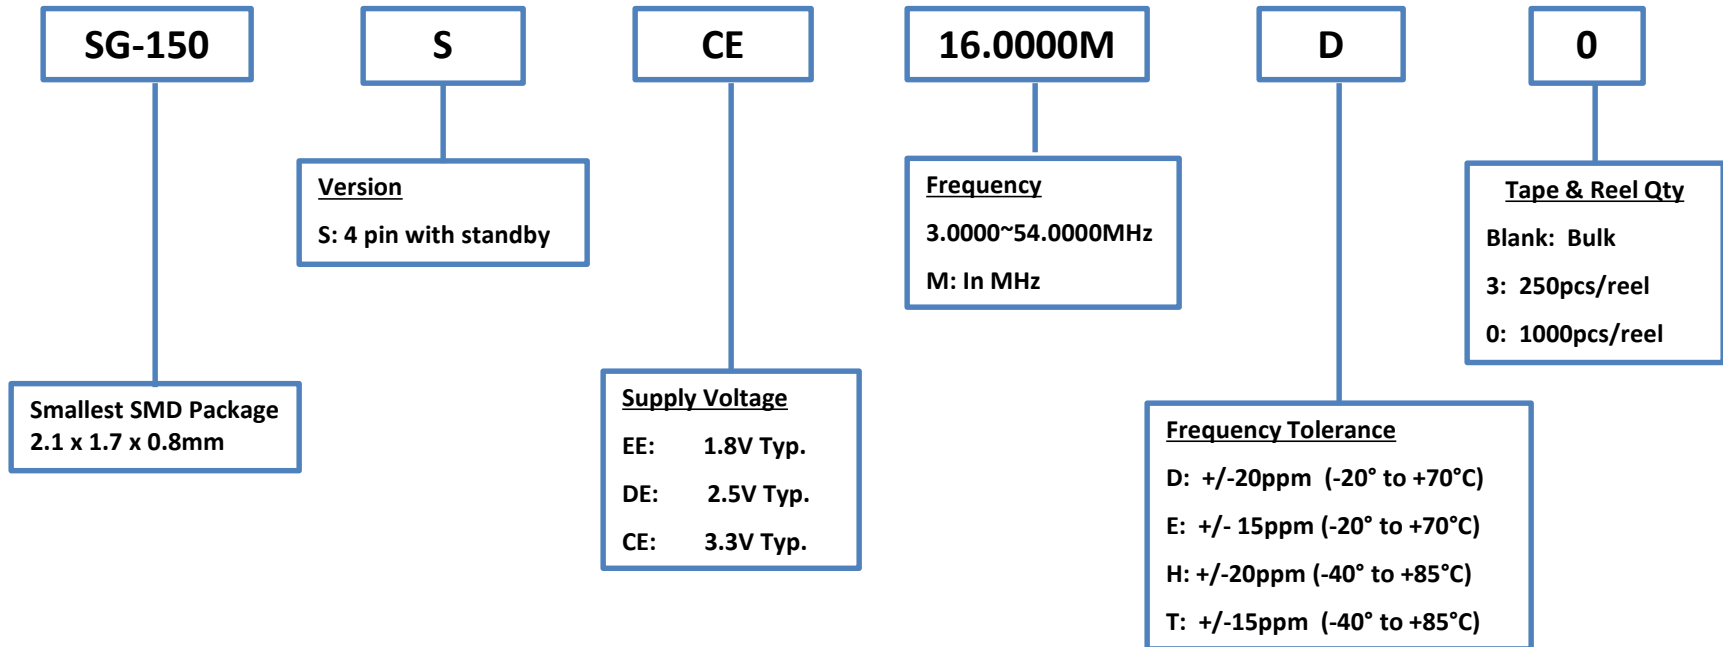 SG-150 S CE 16.0000M D 0
Version
S: 4 pin with standby
Frequency
3.0000~54.0000MHz
M: In MHz
Tape & Reel Qty
Blank: Bulk
3: 250pcs/reel
0: 1000pcs/reel
Smallest SMD Package
2.1 x 1.7 x 0.8mm
Supply Voltage
EE: 1.8V Typ.
DE: 2.5V Typ.
CE: 3.3V Typ.
Frequency Tolerance
D: +/-20ppm (-20° to +70°C)
E: +/- 15ppm (-20° to +70°C)
H: +/-20ppm (-40° to +85°C)
T: +/-15ppm (-40° to +85°C)